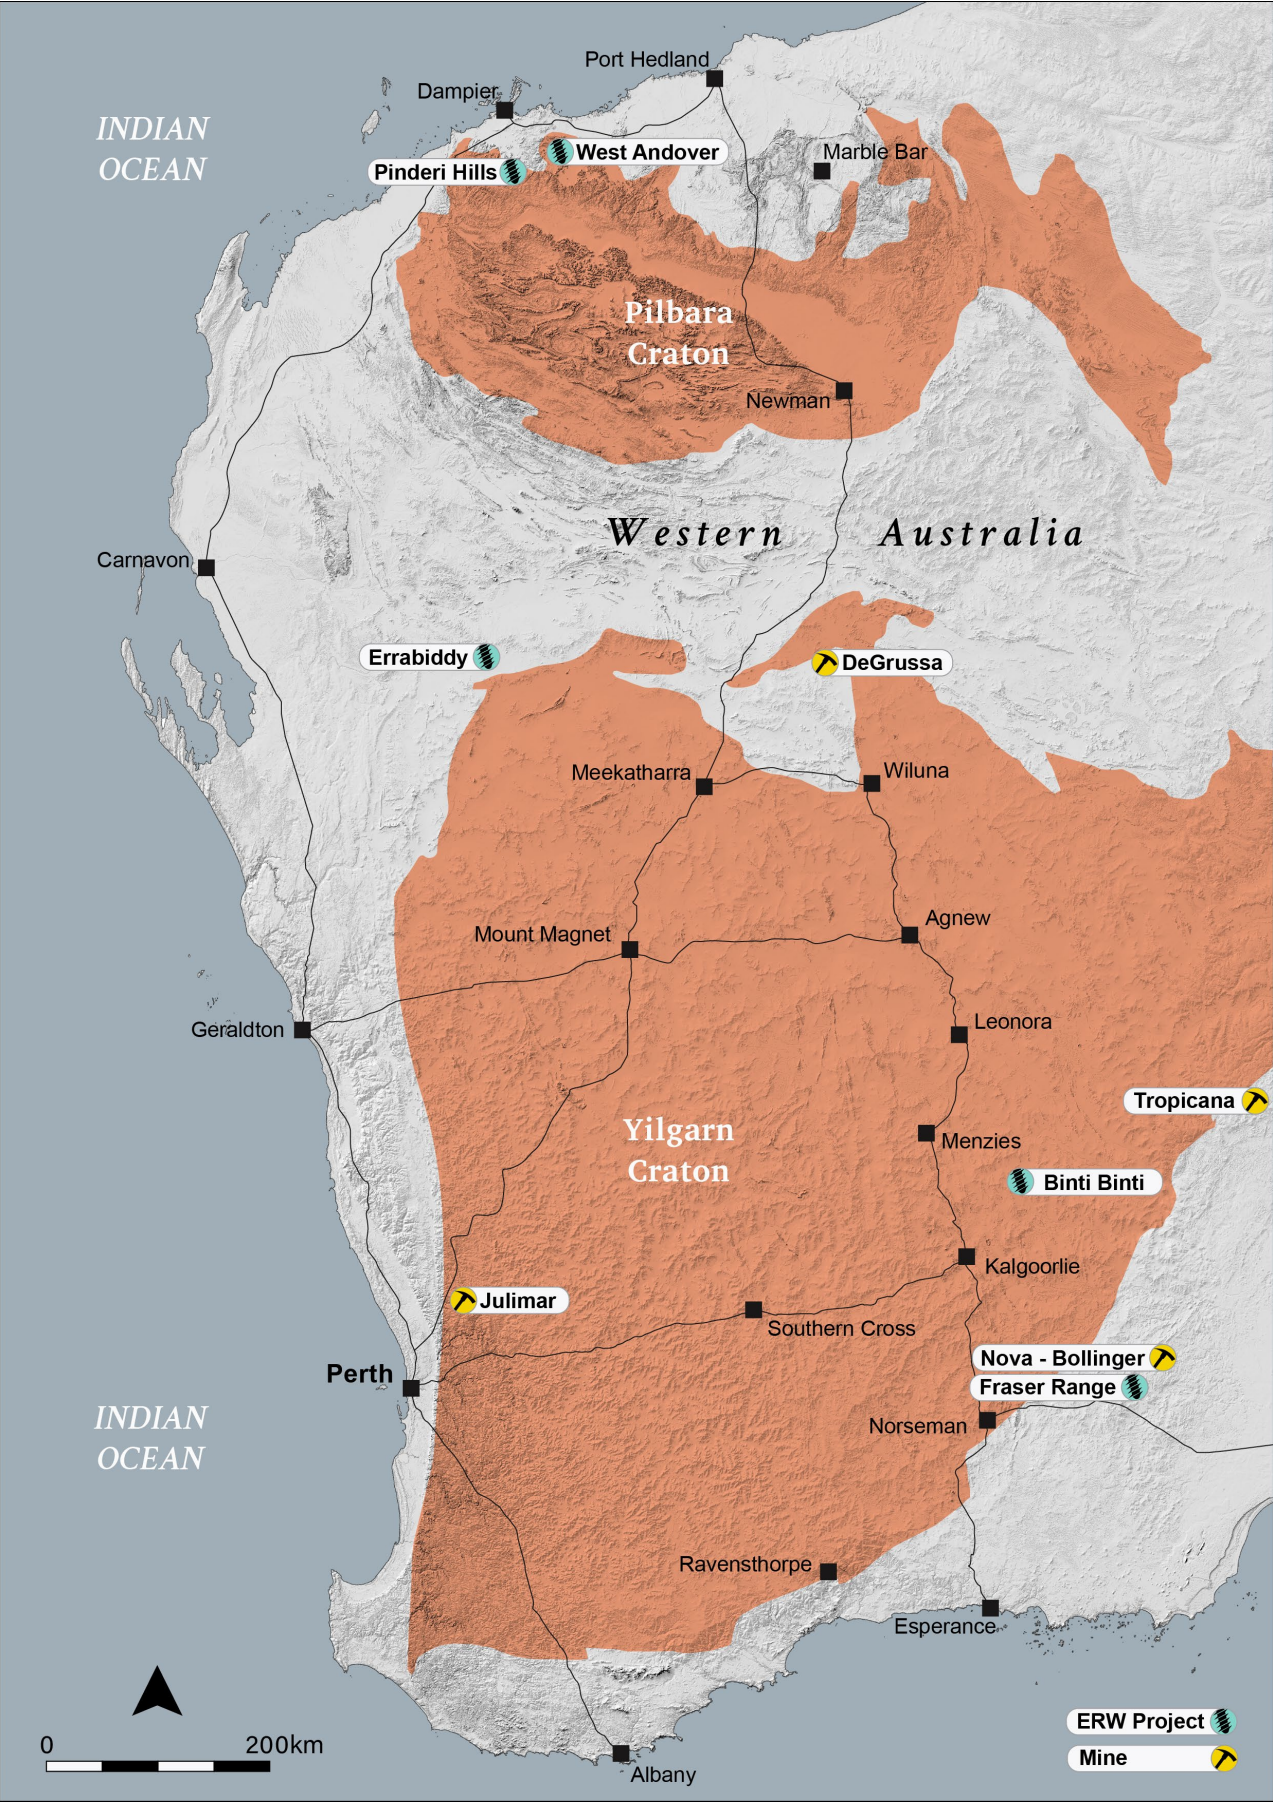 Port Hedland
Dampier
INDIAN
OCEAN
West Andover
Marble Bar
Pinderi Hills
Pilbara
Craton
Newman
Western Australia
Carnavon
Errabiddy
DeGrussa
Meekatharra
Wiluna
Agnew
Mount Magnet
Leonora
Geraldton
Tropicana
Yilgarn
Craton
Menzies
Binti Binti
Kalgoorlie
Julimar
Southern Cross
Nova - Bollinger
Perth
Fraser Range
INDIAN
OCEAN
Norseman
Ravensthorpe
Esperance
ERW Project
0 200km
Mine
Albany